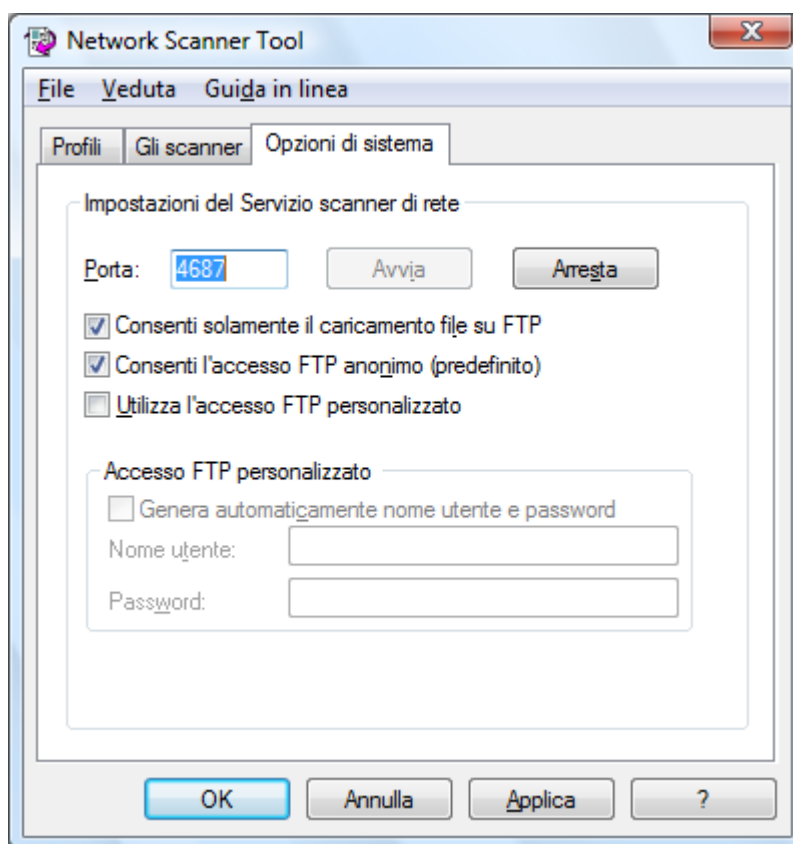 Network Scanner Tool
File Veduta Guida in linea
Profili Gli scanner Opzioni di sistema
Impostazioni del Servizio scanner di rete
Porta: 4687 Avvia Arresta
Consenti solamente il caricamento file su FTP
Consenti l'accesso FTP anonimo (predefinito)
Utilizza l'accesso FTP personalizzato
Accesso FTP personalizzato
Genera automaticamente nome utente e password
Nome utente:
Password:
OK Annulla Applica ?